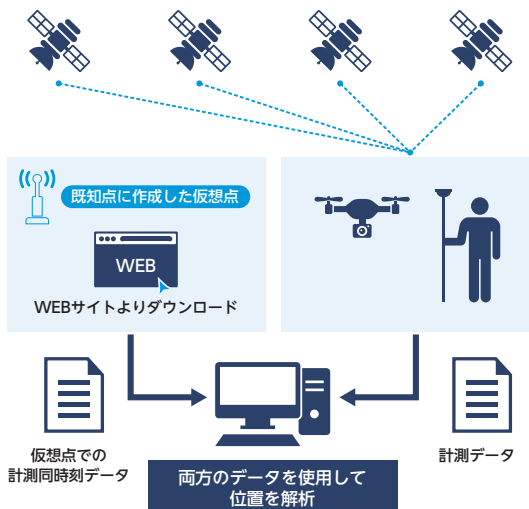 既知点に作成した仮想点
WEB
WEBサイトよりダウンロード
仮想点での
計測同時刻データ
計測データ
両方のデータを使用して
位置を解析